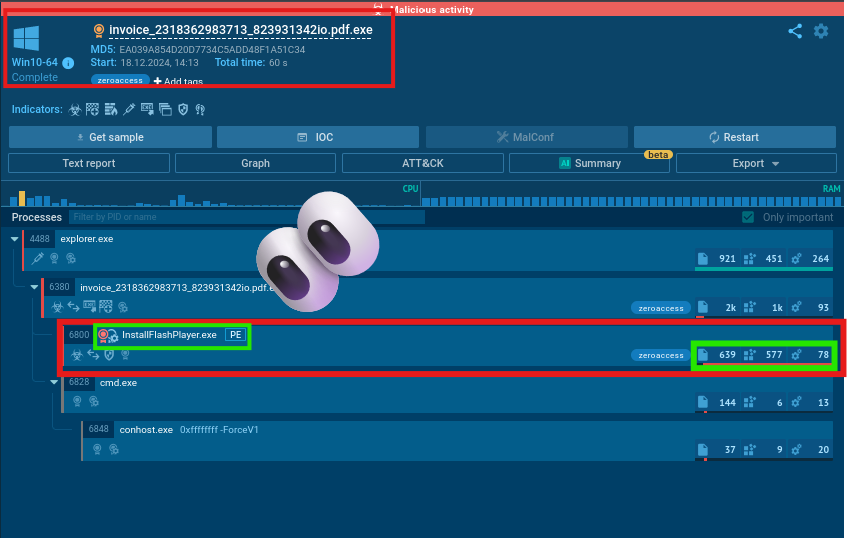 Malicious activity
invoice_2318362983713_823931342io.pdf.exe
MD5: EA039A854D20D7734C5ADD48F1A51C34
Win10-64 i Start: 18.12.2024, 14:13 Total time: 60 s
Complete zeroaccess + Add tags
Indicators:
Get sample IOC MalConf Restart
Text report Graph ATT&CK AI Summary beta Export
CPU RAM
Processes Filter by PID or name Only important
4488 explorer.exe
921 451 264
6380 invoice_2318362983713_823931342io.pdf.e
zeroaccess 2k 1k 93
6800 InstallFlashPlayer.exe PE
zeroaccess 639 577 78
6828 cmd.exe
144 6 13
6848 conhost.exe 0xffffffff -ForceV1
37 9 20